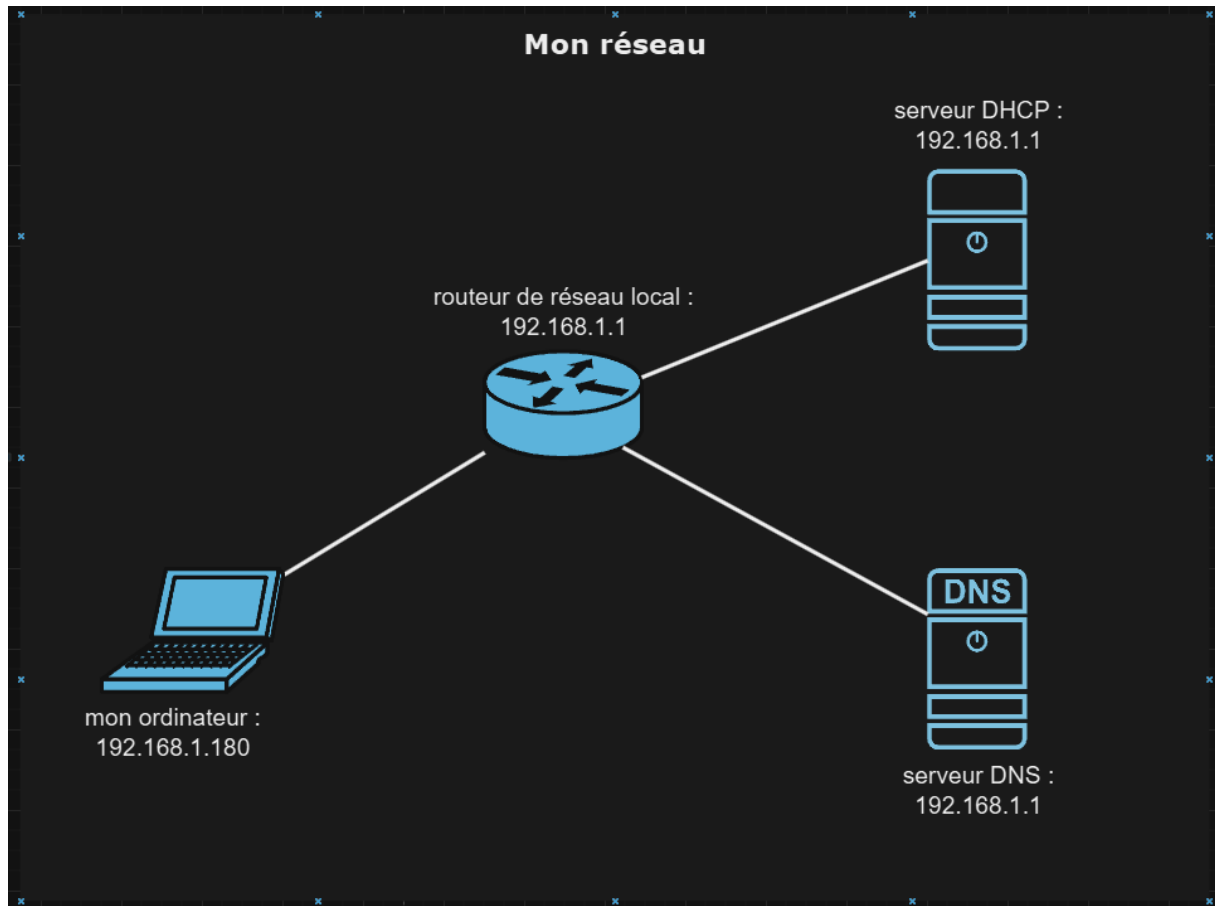 Mon réseau
serveur DHCP :
192.168.1.1
routeur de réseau local :
192.168.1.1
DNS
mon ordinateur :
192.168.1.180
serveur DNS :
192.168.1.1